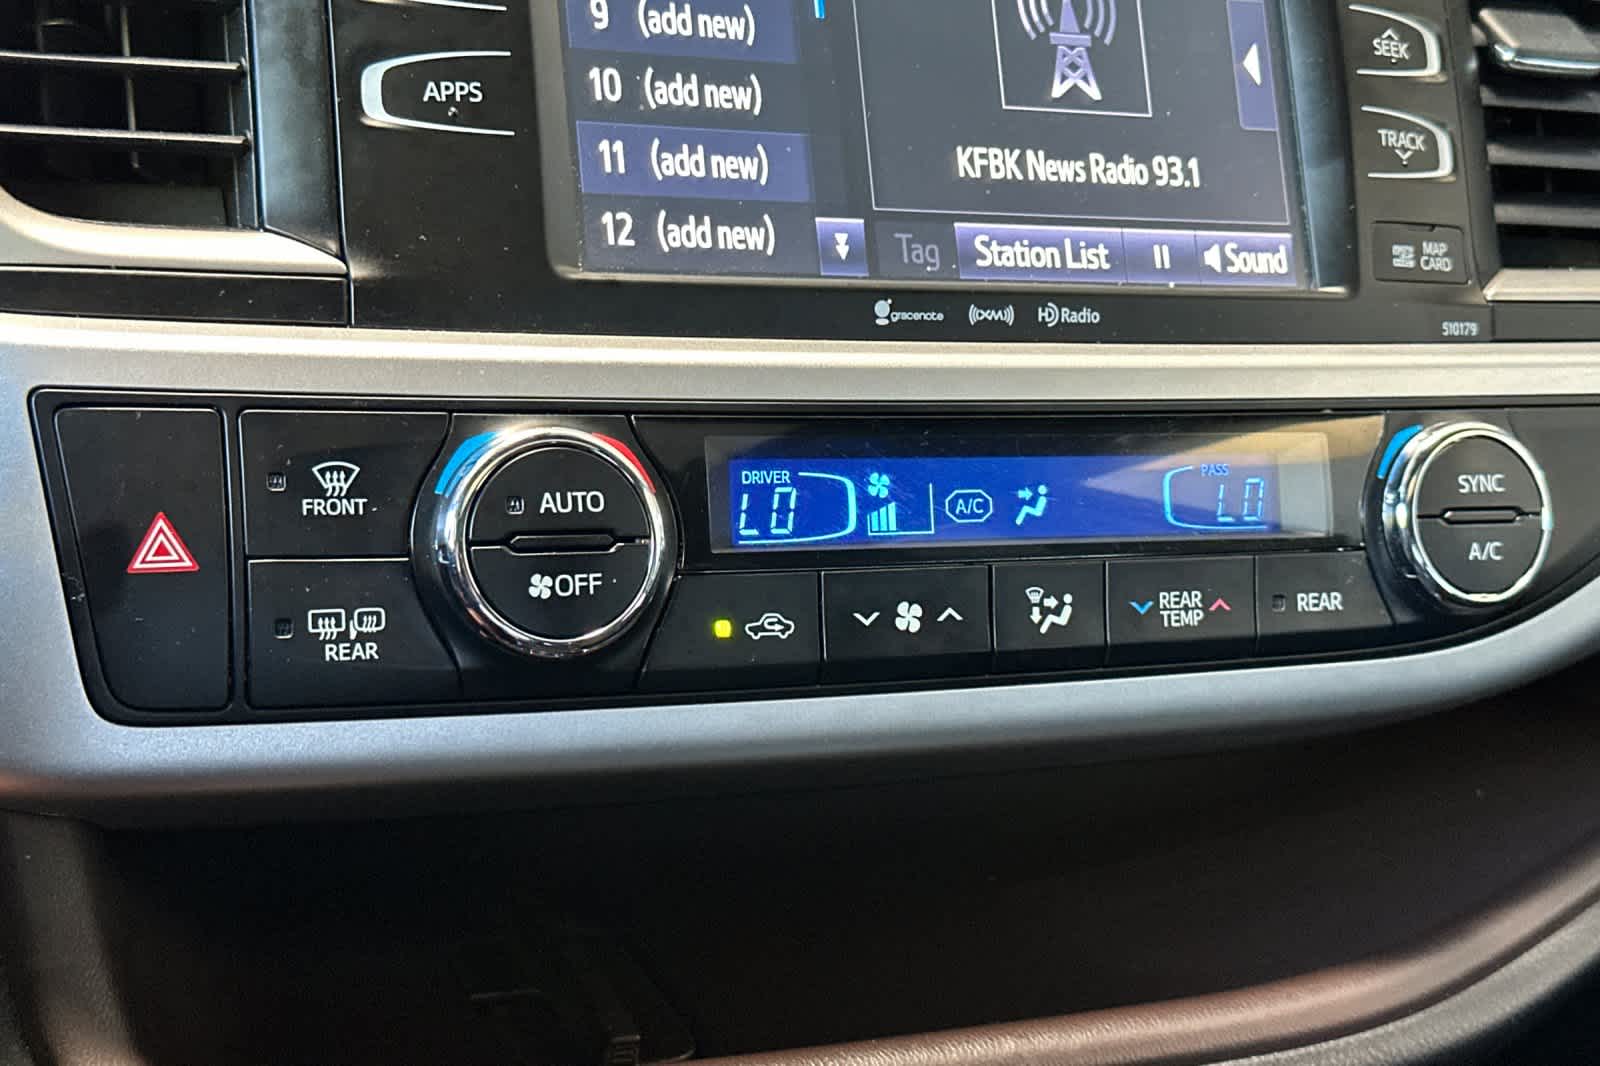 9 (add new)
10 (add new)
11 (add new)
12 (add new)
KFBK News Radio 93.1
Tag
Station List
Sound
APPS
SEEK
TRACK
MAP
CARD
gracenote
((XM))
HD Radio
510179
FRONT
REAR
AUTO
OFF
DRIVER
LO
A/C
PASS
LO
REAR
TEMP
REAR
SYNC
A/C